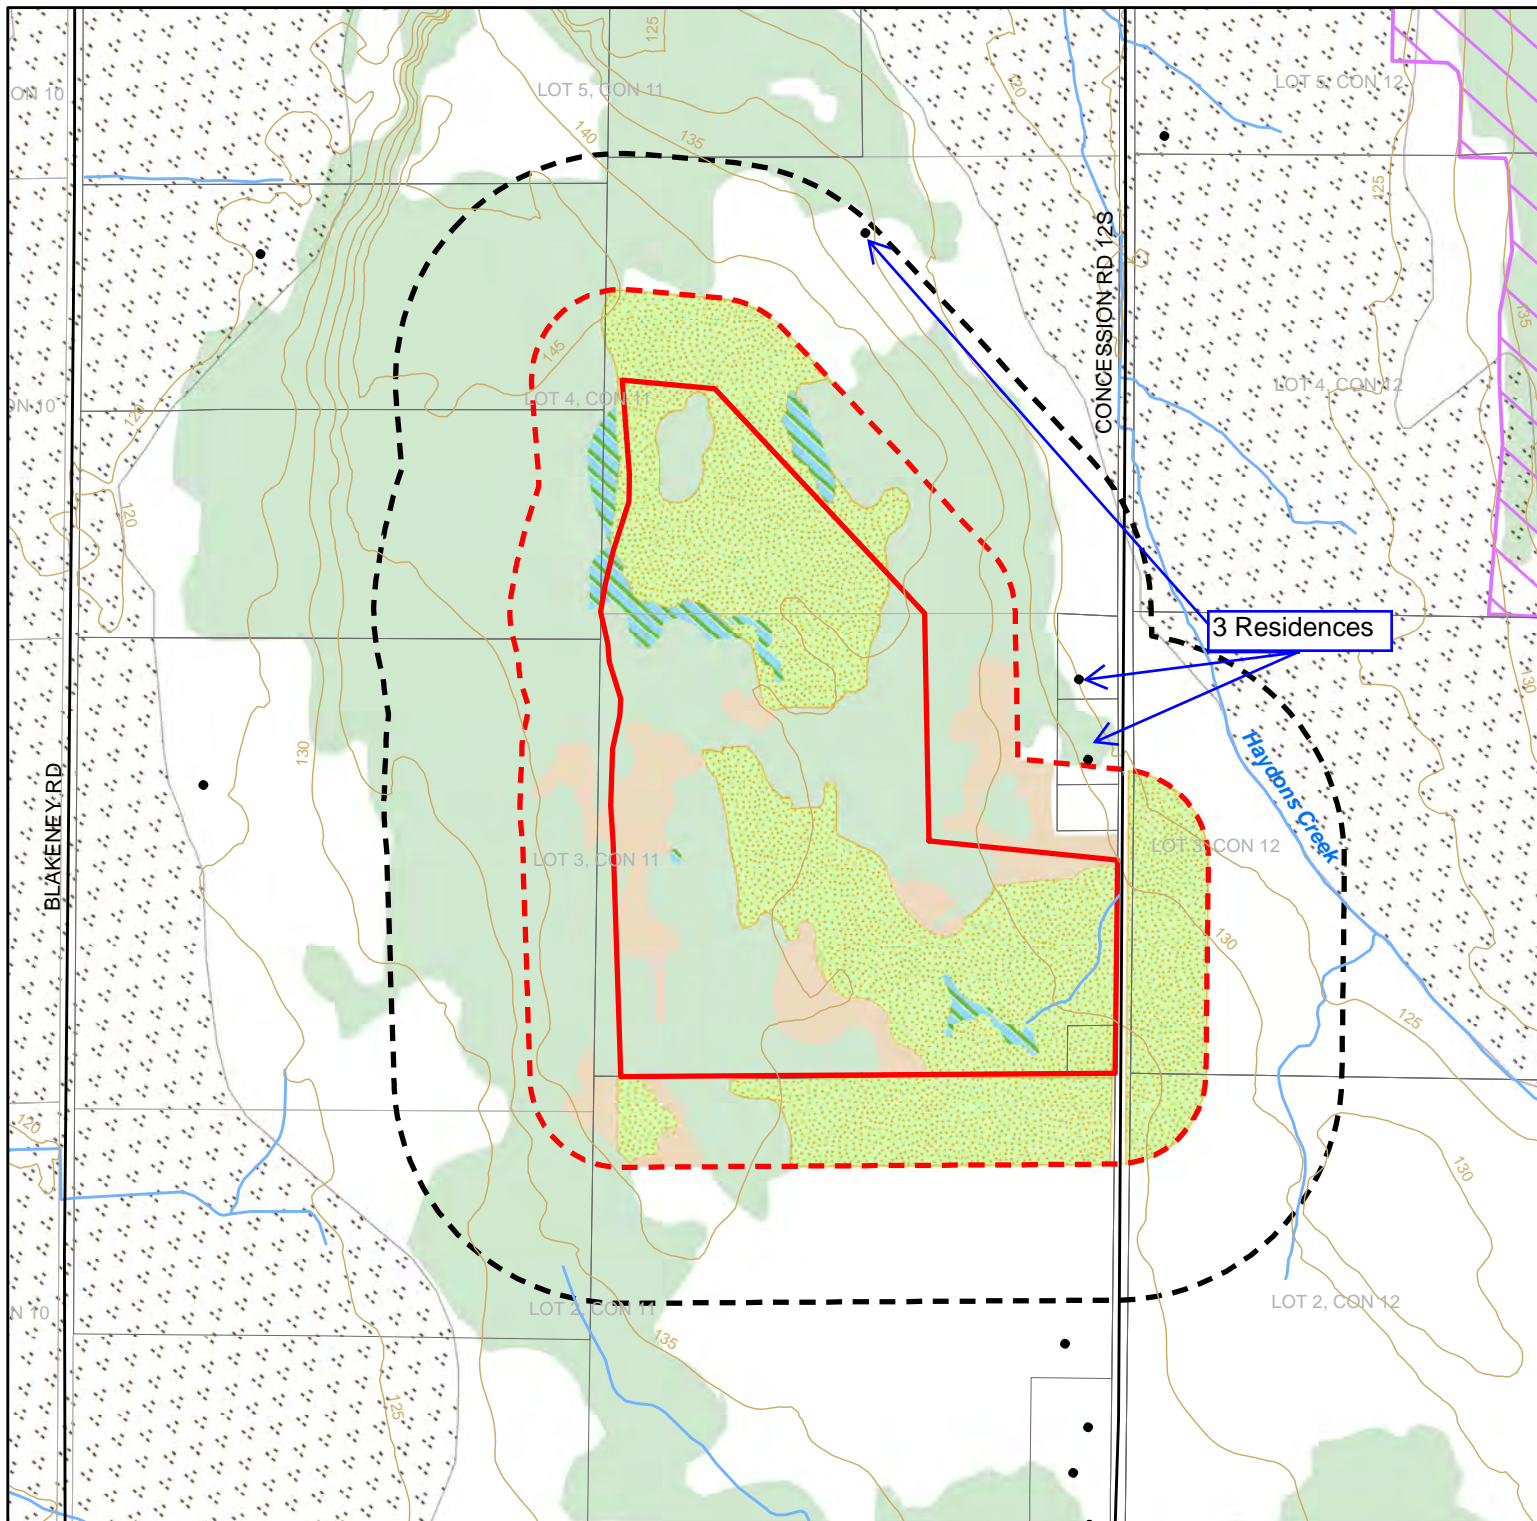 125
LOT 5, CON 11
LOT 5, CON 12
ON 10
120
140
135
125
CONCESSION RD 12S
135
145
LOT 4, CON 11
LOT 4, CON 12
ON 10
120
120
3 Residences
130
130
BLAKENEY RD
Haydons Creek
LOT 3, CON 11
LOT 3, CON 12
130
125
120
130
LOT 2, CON 11
LOT 2, CON 12
N 10
135
125